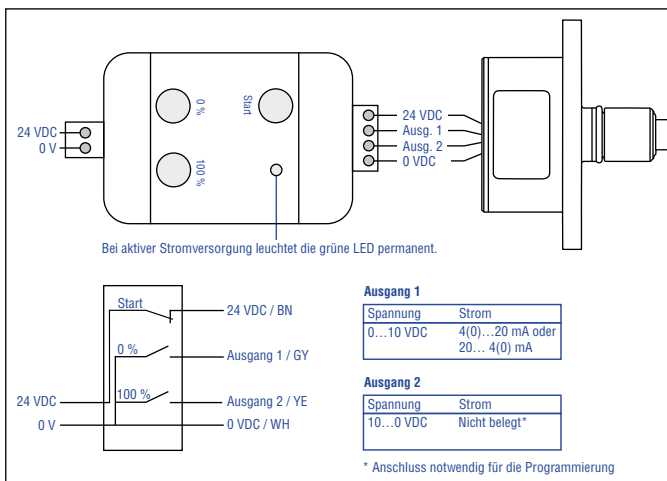 0 %
Start
100 %
24 VDC
0 V
24 VDC
Ausg. 1
Ausg. 2
0 VDC
Bei aktiver Stromversorgung leuchtet die grüne LED permanent.
Start
0 %
100 %
24 VDC
0 V
24 VDC / BN
Ausgang 1 / GY
Ausgang 2 / YE
0 VDC / WH
Ausgang 1
Spannung Strom
0...10 VDC 4(0)...20 mA oder
20... 4(0) mA
Ausgang 2
Spannung Strom
10...0 VDC Nicht belegt*
* Anschluss notwendig für die Programmierung